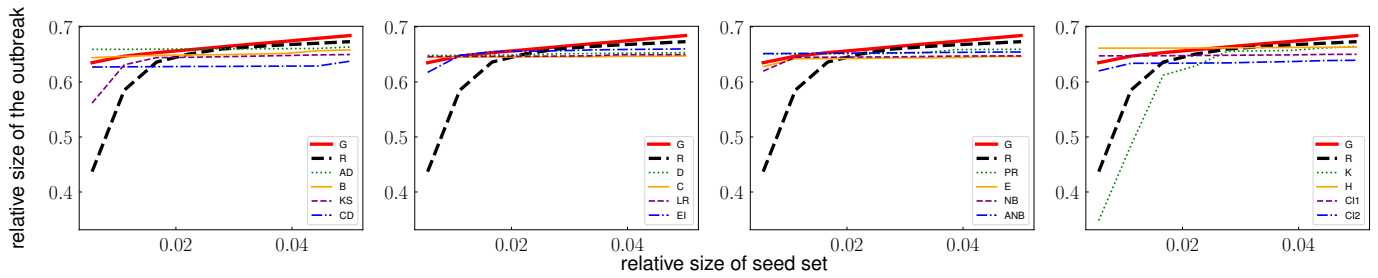 relative size of the outbreak
0.7
0.6
0.5
0.4
0.02
0.04
G
R
AD
B
KS
CD
0.7
0.6
0.5
0.4
0.02
0.04
G
R
D
C
LR
EI
0.7
0.6
0.5
0.4
0.02
0.04
G
R
PR
E
NB
ANB
0.7
0.6
0.5
0.4
0.02
0.04
G
R
K
H
CI1
CI2
relative size of seed set